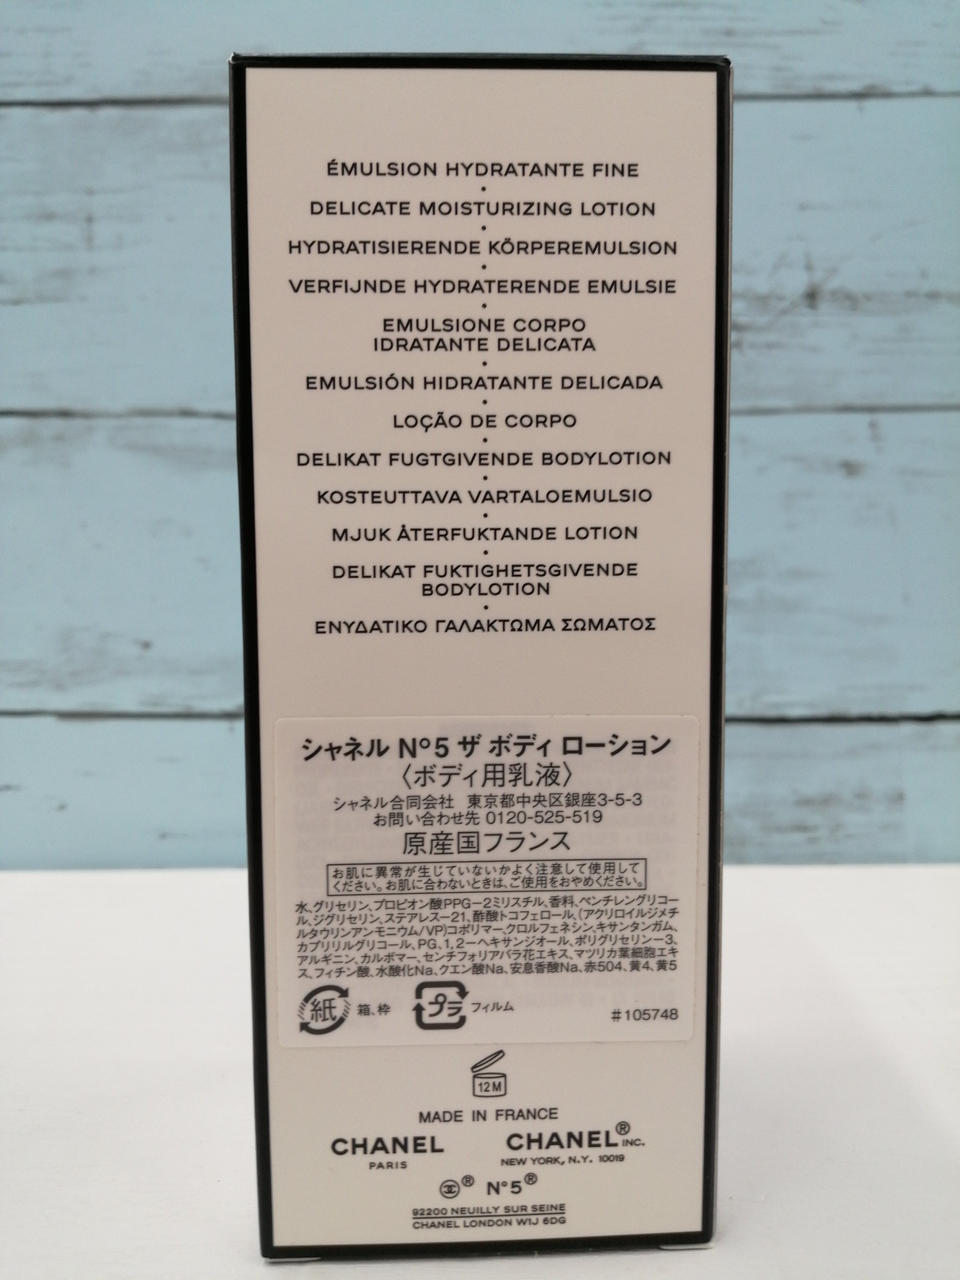 ÉMULSION HYDRATANTE FINE
•
DELICATE MOISTURIZING LOTION
•
HYDRATISIERENDE KÖRPEREMULSION
•
VERFIJNDE HYDRATERENDE EMULSIE
•
EMULSIONE CORPO
IDRATANTE DELICATA
•
EMULSIÓN HIDRATANTE DELICADA
•
LOÇÃO DE CORPO
•
DELIKAT FUGTGIVENDE BODYLOTION
•
KOSTEUTTAVA VARTALOEMULSIO
•
MJUK ÅTERFUKTANDE LOTION
•
DELIKAT FUKTIGHETSGIVENDE
BODYLOTION
•
ΕΝΥΔΑΤΙΚΟ ΓΑΛΑΚΤΩΜΑ ΣΩΜΑΤΟΣ
シャネル N°5 ザ ボディ ローション
〈ボディ用乳液〉
シャネル合同会社 東京都中央区銀座3-5-3
お問い合わせ先 0120-525-519
原産国フランス
お肌に異常が生じていないかよく注意して使用して
ください。お肌に合わないときは、ご使用をおやめください。
水、グリセリン、プロピオン酸PPG－2ミリスチル、香料、ペンチレングリコー
ル、ジグリセリン、ステアレス－21、酢酸トコフェロール、(アクリロイルジメチ
ルタウリンアンモニウム/VP)コポリマー、クロルフェネシン、キサンタンガム、
カプリリルグリコール、PG、1,2－ヘキサンジオール、ポリグリセリン－3、
アルギニン、カルボマー、センチフォリアバラ花エキス、マツリカ葉細胞エキ
ス、フィチン酸、水酸化Na、クエン酸Na、安息香酸Na、赤504、黄4、黄5
紙 箱、枠 プラ フィルム #105748
12M
MADE IN FRANCE
CHANEL CHANEL® INC.
PARIS NEW YORK, N.Y. 10019
® N°5®
92200 NEUILLY SUR SEINE
CHANEL LONDON W1J 6DG